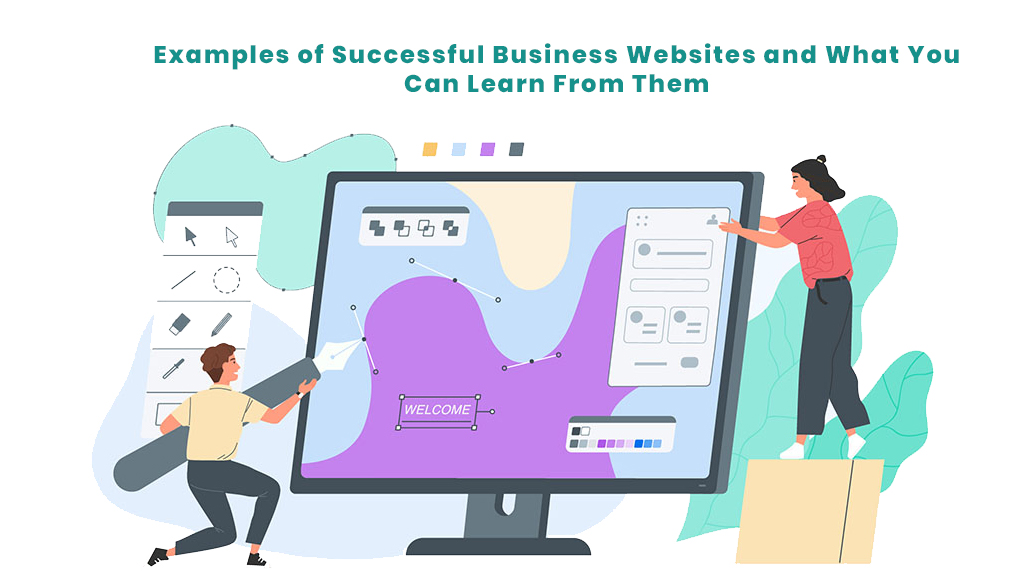 Examples of Successful Business Websites and What You
Can Learn From Them
WELCOME